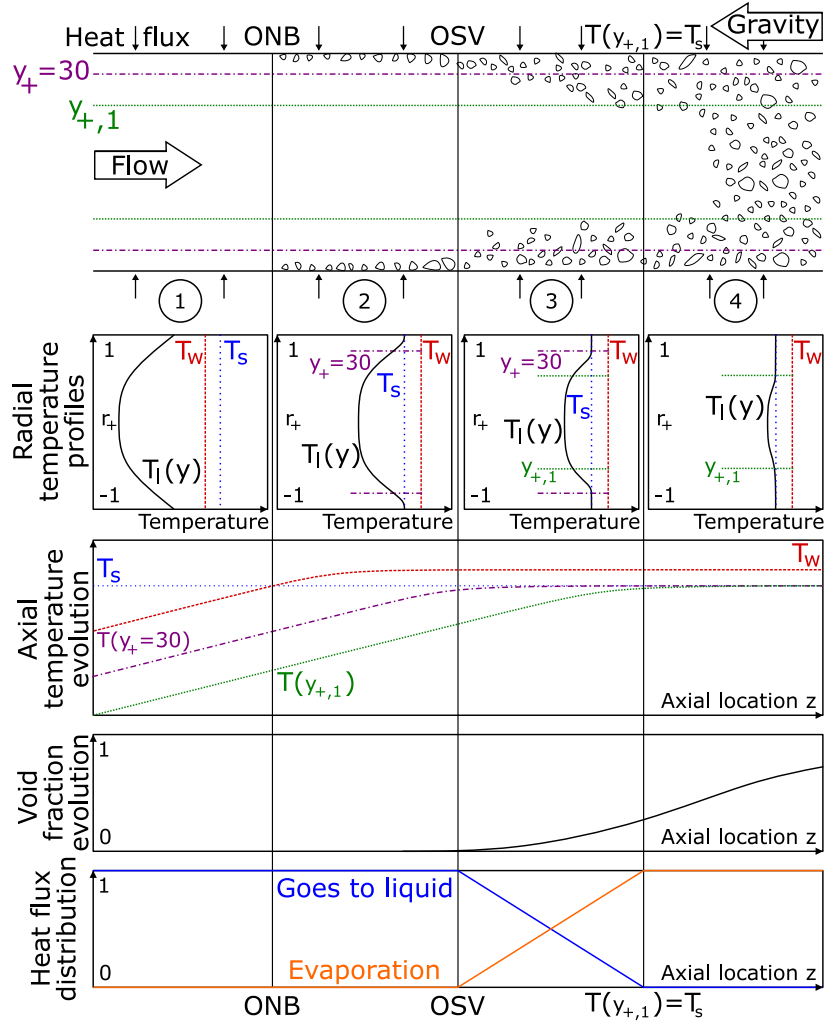 Gravity
Heat flux ONB OSV T(y+,1)=Ts
y+=30
y+,1
Flow
1 2 3 4
Radial temperature profiles
1 Tw Ts
r+
Tl(y)
-1
Temperature
1 y+=30 Tw
Ts
r+
Tl(y)
-1
Temperature
1 y+=30 Tw
Ts
r+
Tl(y)
y+,1
-1
Temperature
1 Tw
r+ Tl(y)
y+,1
-1
Temperature
Axial temperature evolution
Ts Tw
T(y+=30)
T(y+,1)
Axial location z
Void fraction evolution
1
0
Axial location z
Heat flux distribution
1 Goes to liquid
0 Evaporation
Axial location z
ONB OSV T(y+,1)=Ts